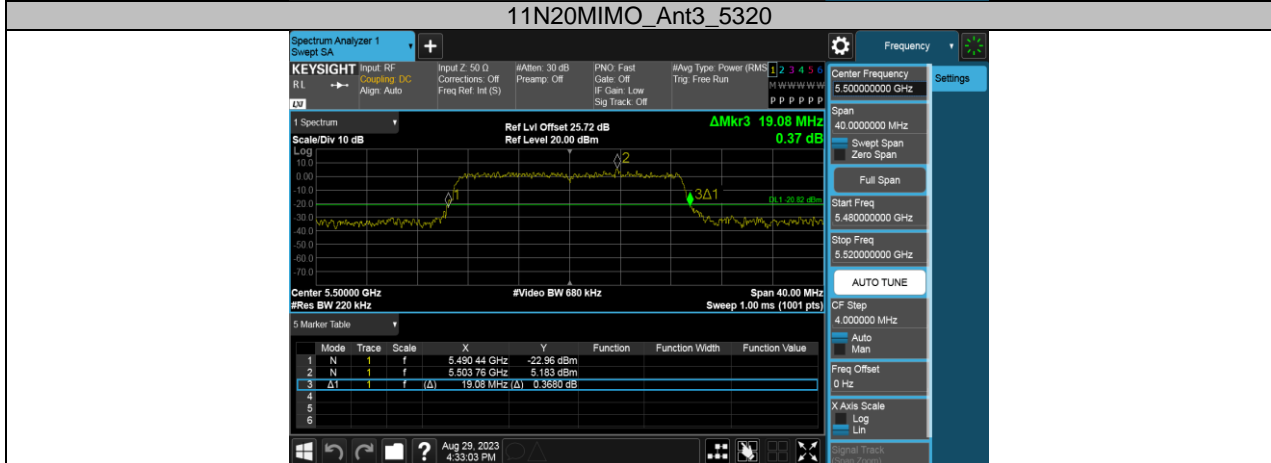 11N20MIMO_Ant3_5320
Spectrum Analyzer 1
Swept SA
Frequency
KEYSIGHT
RL
LXI
Input: RF
Coupling: DC
Align: Auto
Input Z: 50 Ω
Corrections: Off
Freq Ref: Int (S)
#Atten: 30 dB
Preamp: Off
PNO: Fast
Gate: Off
IF Gain: Low
Sig Track: Off
#Avg Type: Power (RMS
Trig: Free Run
1 2 3 4 5 6
M W W W W W
P P P P P P
Center Frequency
5.500000000 GHz
Settings
Span
40.0000000 MHz
Swept Span
Zero Span
Full Span
Start Freq
5.480000000 GHz
Stop Freq
5.520000000 GHz
AUTO TUNE
CF Step
4.000000 MHz
Auto
Man
Freq Offset
0 Hz
X Axis Scale
Log
Lin
Signal Track
(Span Zoom)
1 Spectrum
Scale/Div 10 dB
Ref Lvl Offset 25.72 dB
Ref Level 20.00 dBm
ΔMkr3 19.08 MHz
0.37 dB
Log
10.0
0.00
-10.0
-20.0
-30.0
-40.0
-50.0
-60.0
-70.0
1
2
3Δ1
DL1 -20.82 dBm
Center 5.50000 GHz
#Video BW 680 kHz
Span 40.00 MHz
#Res BW 220 kHz
Sweep 1.00 ms (1001 pts)
5 Marker Table
Mode Trace Scale X Y Function Function Width Function Value
1 N 1 f 5.490 44 GHz -22.96 dBm
2 N 1 f 5.503 76 GHz 5.183 dBm
3 Δ1 1 f (Δ) 19.08 MHz (Δ) 0.3680 dB
4
5
6
?
Aug 29, 2023
4:33:03 PM